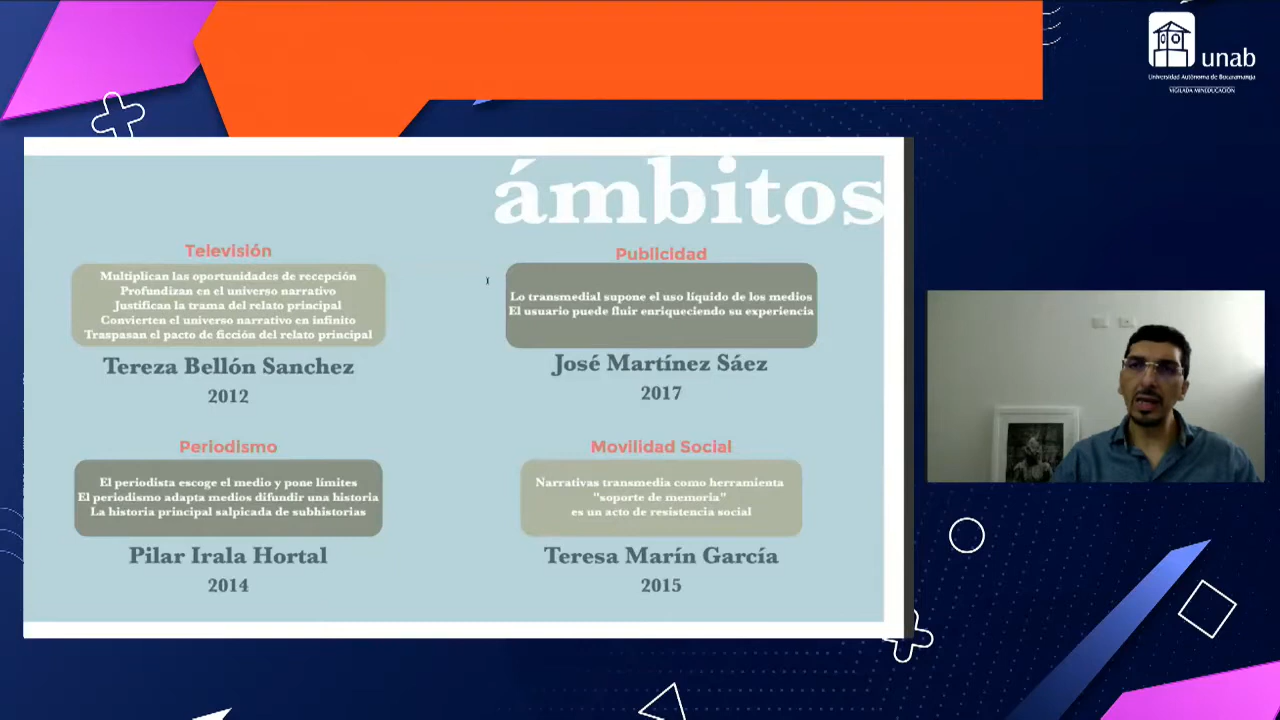 unab
Universidad Autónoma de Bucaramanga
VIGILADA MINEDUCACIÓN
ámbitos
Televisión
Multiplican las oportunidades de recepción
Profundizan en el universo narrativo
Justifican la trama del relato principal
Convierten el universo narrativo en infinito
Traspasan el pacto de ficción del relato principal
Tereza Bellón Sanchez
2012
Publicidad
Lo transmedial supone el uso líquido de los medios
El usuario puede fluir enriqueciendo su experiencia
José Martínez Sáez
2017
Periodismo
El periodista escoge el medio y pone límites
El periodismo adapta medios difundir una historia
La historia principal salpicada de subhistorias
Pilar Irala Hortal
2014
Movilidad Social
Narrativas transmedia como herramienta
"soporte de memoria"
es un acto de resistencia social
Teresa Marín García
2015